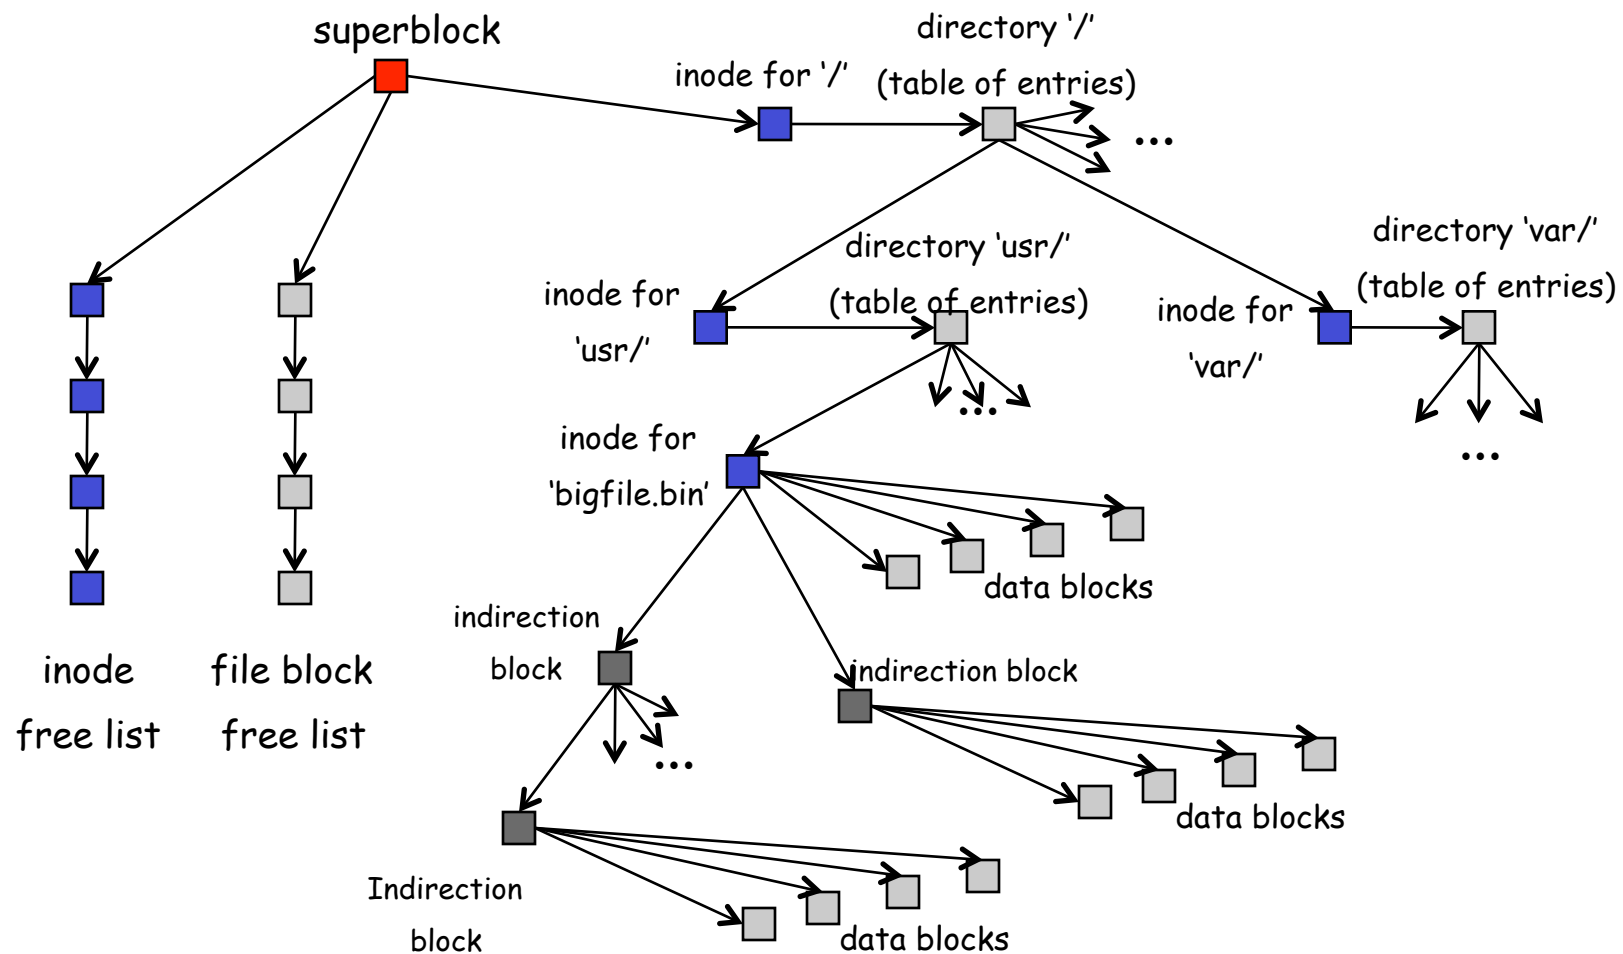 superblock
directory ‘/’
(table of entries)
inode for ‘/’
...
directory ‘usr/’
(table of entries)
inode for
‘usr/’
...
directory ‘var/’
(table of entries)
inode for
‘var/’
...
inode for
‘bigfile.bin’
data blocks
indirection
block
...
indirection block
data blocks
inode
free list
file block
free list
Indirection
block
data blocks